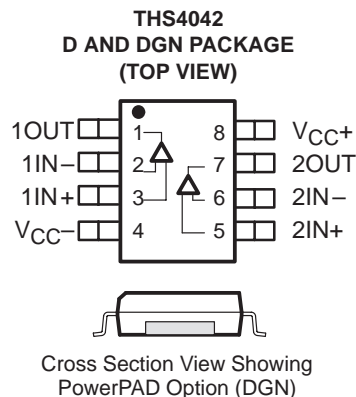 THS4042
D AND DGN PACKAGE
(TOP VIEW)
1OUT 1 8 VCC+
1IN− 2 7 2OUT
1IN+ 3 6 2IN−
VCC− 4 5 2IN+
Cross Section View Showing
PowerPAD Option (DGN)